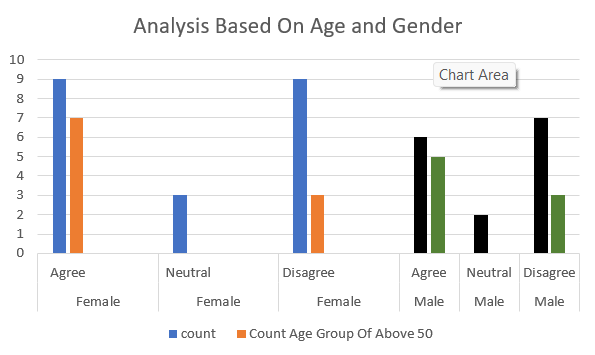 Analysis Based On Age and Gender
Chart Area
10
9
8
7
6
5
4
3
2
1
0
Agree Neutral Disagree Agree Neutral Disagree
Female Female Female Male Male Male
count Count Age Group Of Above 50